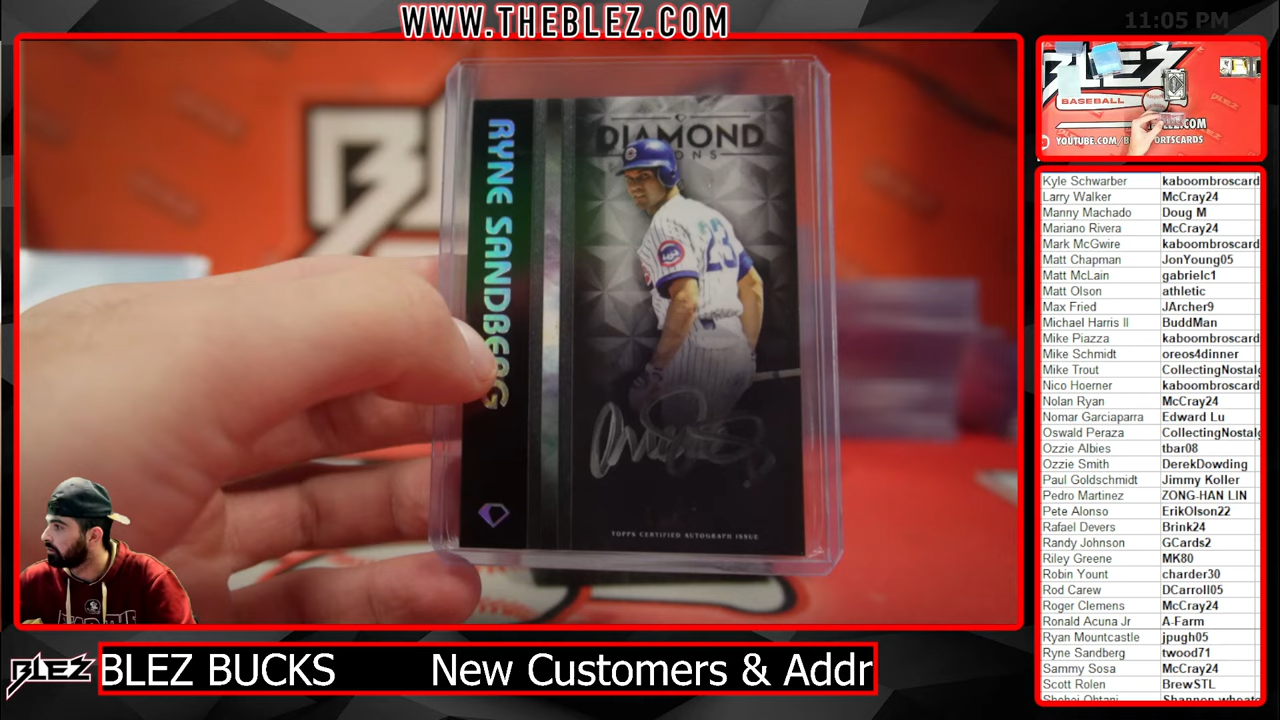 WWW.THEBLEZ.COM
11:05 PM
RYNE SANDBERG
DIAMOND
23
TOPPS CERTIFIED AUTOGRAPH ISSUE
BLEZ
BASEBALL
Kyle Schwarber kaboombroscard
Larry Walker McCray24
Manny Machado Doug M
Mariano Rivera McCray24
Mark McGwire kaboombroscard
Matt Chapman JonYoung05
Matt McLain gabrielc1
Matt Olson athletic
Max Fried JArcher9
Michael Harris II BuddMan
Mike Piazza kaboombroscard
Mike Schmidt oreos4dinner
Mike Trout CollectingNostalg
Nico Hoerner kaboombroscard
Nolan Ryan McCray24
Nomar Garciaparra Edward Lu
Oswald Peraza CollectingNostalg
Ozzie Albies tbar08
Ozzie Smith DerekDowding
Paul Goldschmidt Jimmy Koller
Pedro Martinez ZONG-HAN LIN
Pete Alonso ErikOlson22
Rafael Devers Brink24
Randy Johnson GCards2
Riley Greene MK80
Robin Yount charder30
Rod Carew DCarroll05
Roger Clemens McCray24
Ronald Acuna Jr A-Farm
Ryan Mountcastle jpugh05
Ryne Sandberg twood71
Sammy Sosa McCray24
Scott Rolen BrewSTL
Shohei Ohtani
BLEZ
BLEZ BUCKS New Customers & Addr